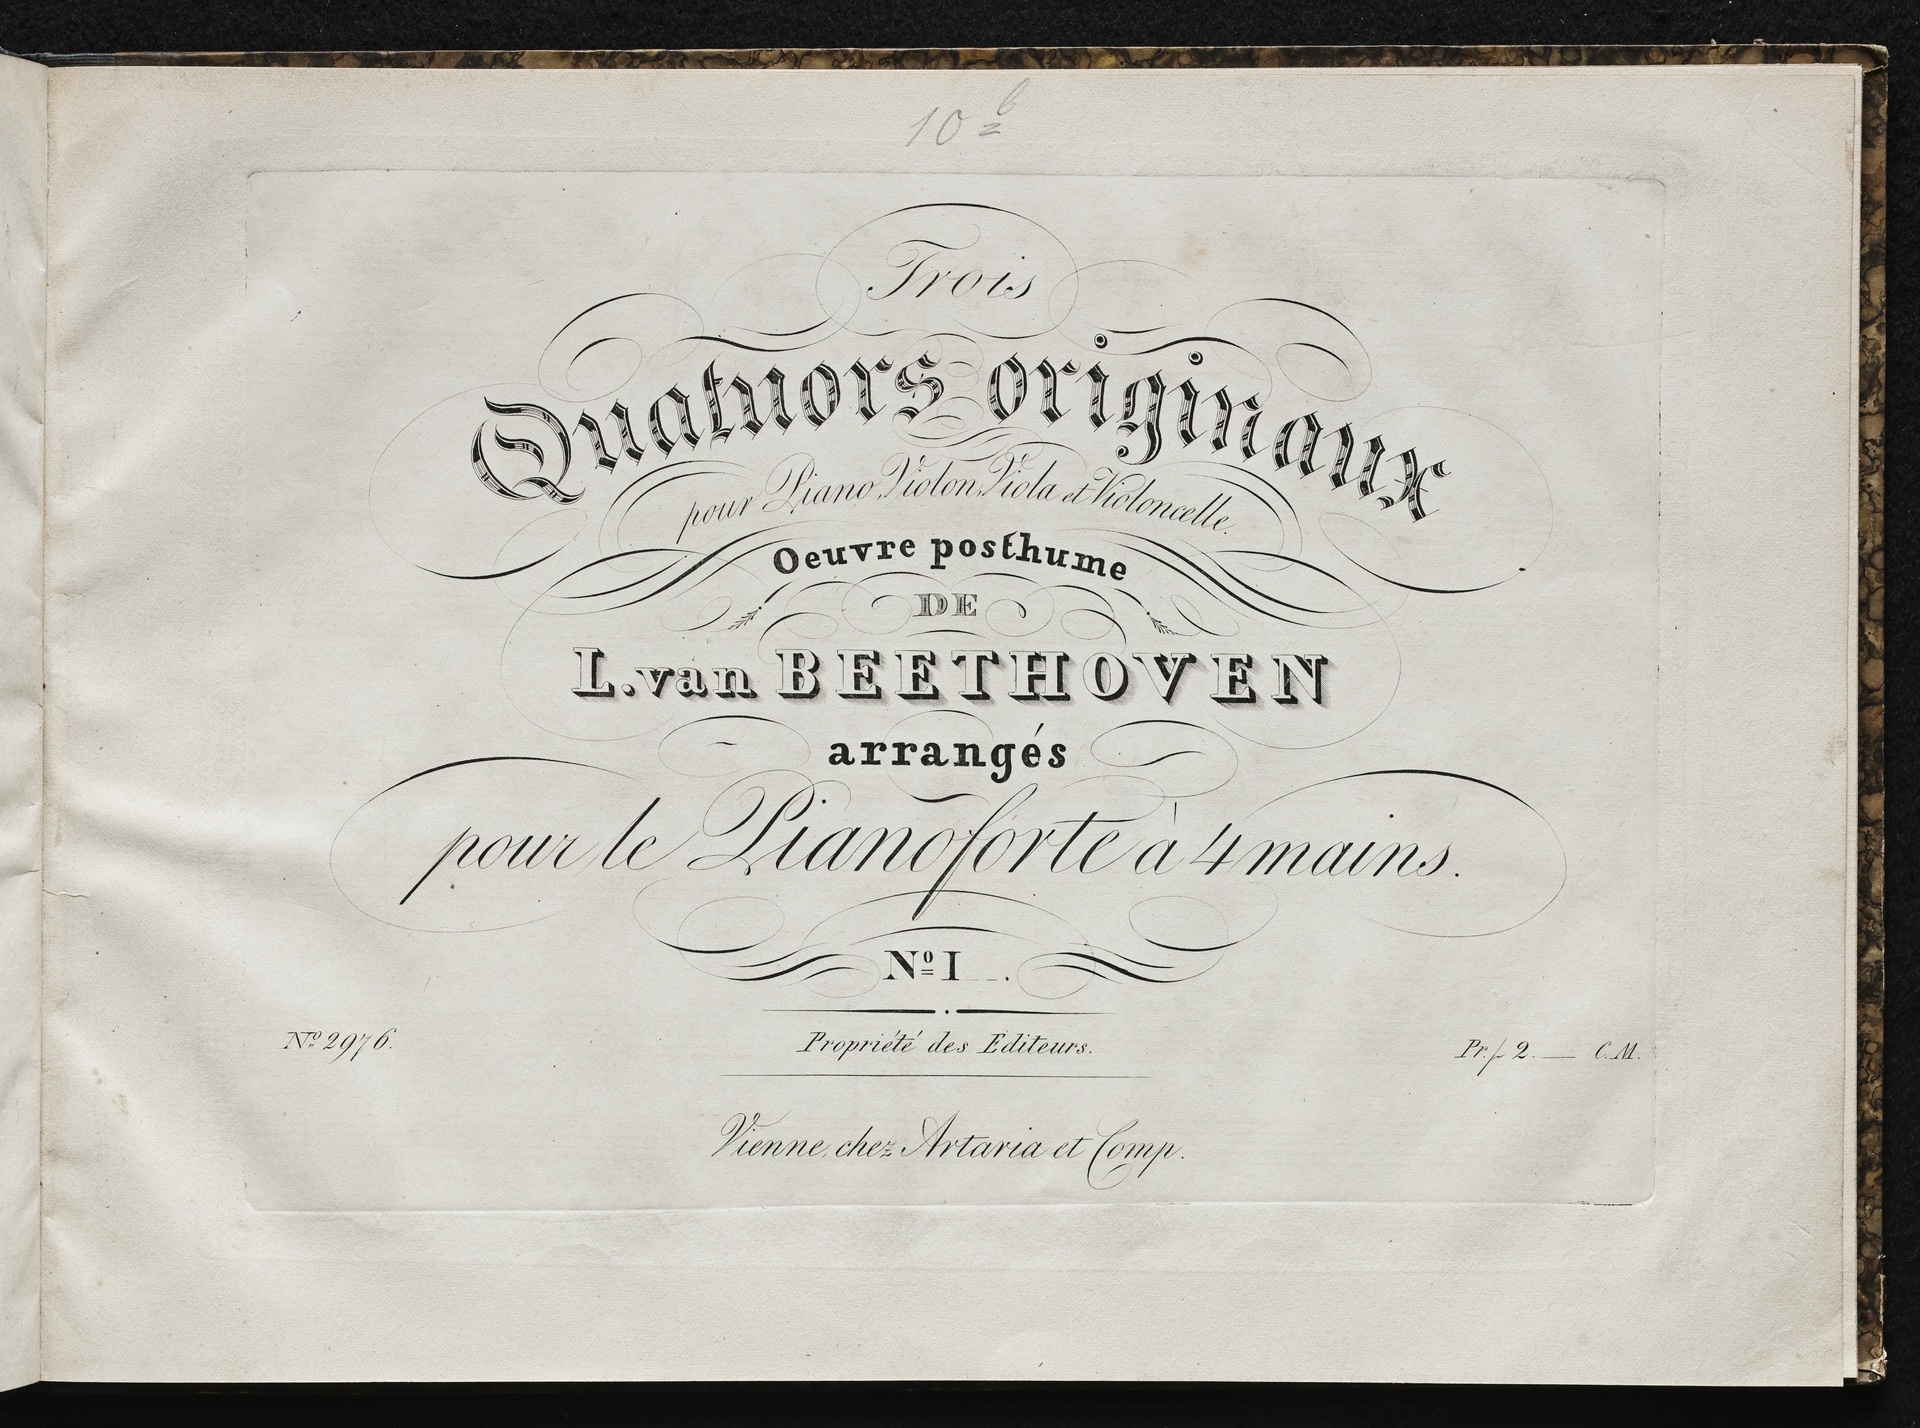 10 b
Trois
Quatuors originaux
pour Piano, Violon, Viola et Violoncelle.
Oeuvre posthume
DE
L. van BEETHOVEN
arrangés
pour le Pianoforte à 4 mains.
Nº I .
Nº 2976.
Propriété des Editeurs.
Pr. f 2. — C. M.
Vienne, chez Artaria et Comp.